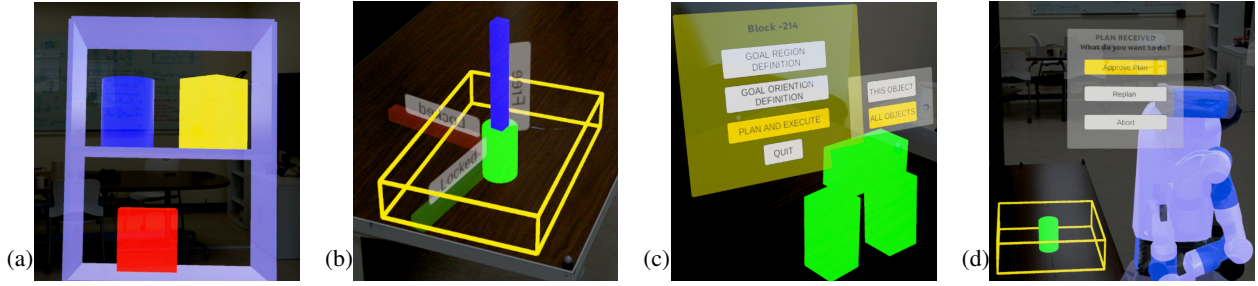 (a)
(b)
Locked
Free
Locked
(c)
Block -214
GOAL REGION
DEFINITION
GOAL ORIENTION
DEFINITION
PLAN AND EXECUTE
QUIT
THIS OBJECT
ALL OBJECTS
(d)
PLAN RECEIVED
What do you want to do?
Approve Plan
Replan
Abort